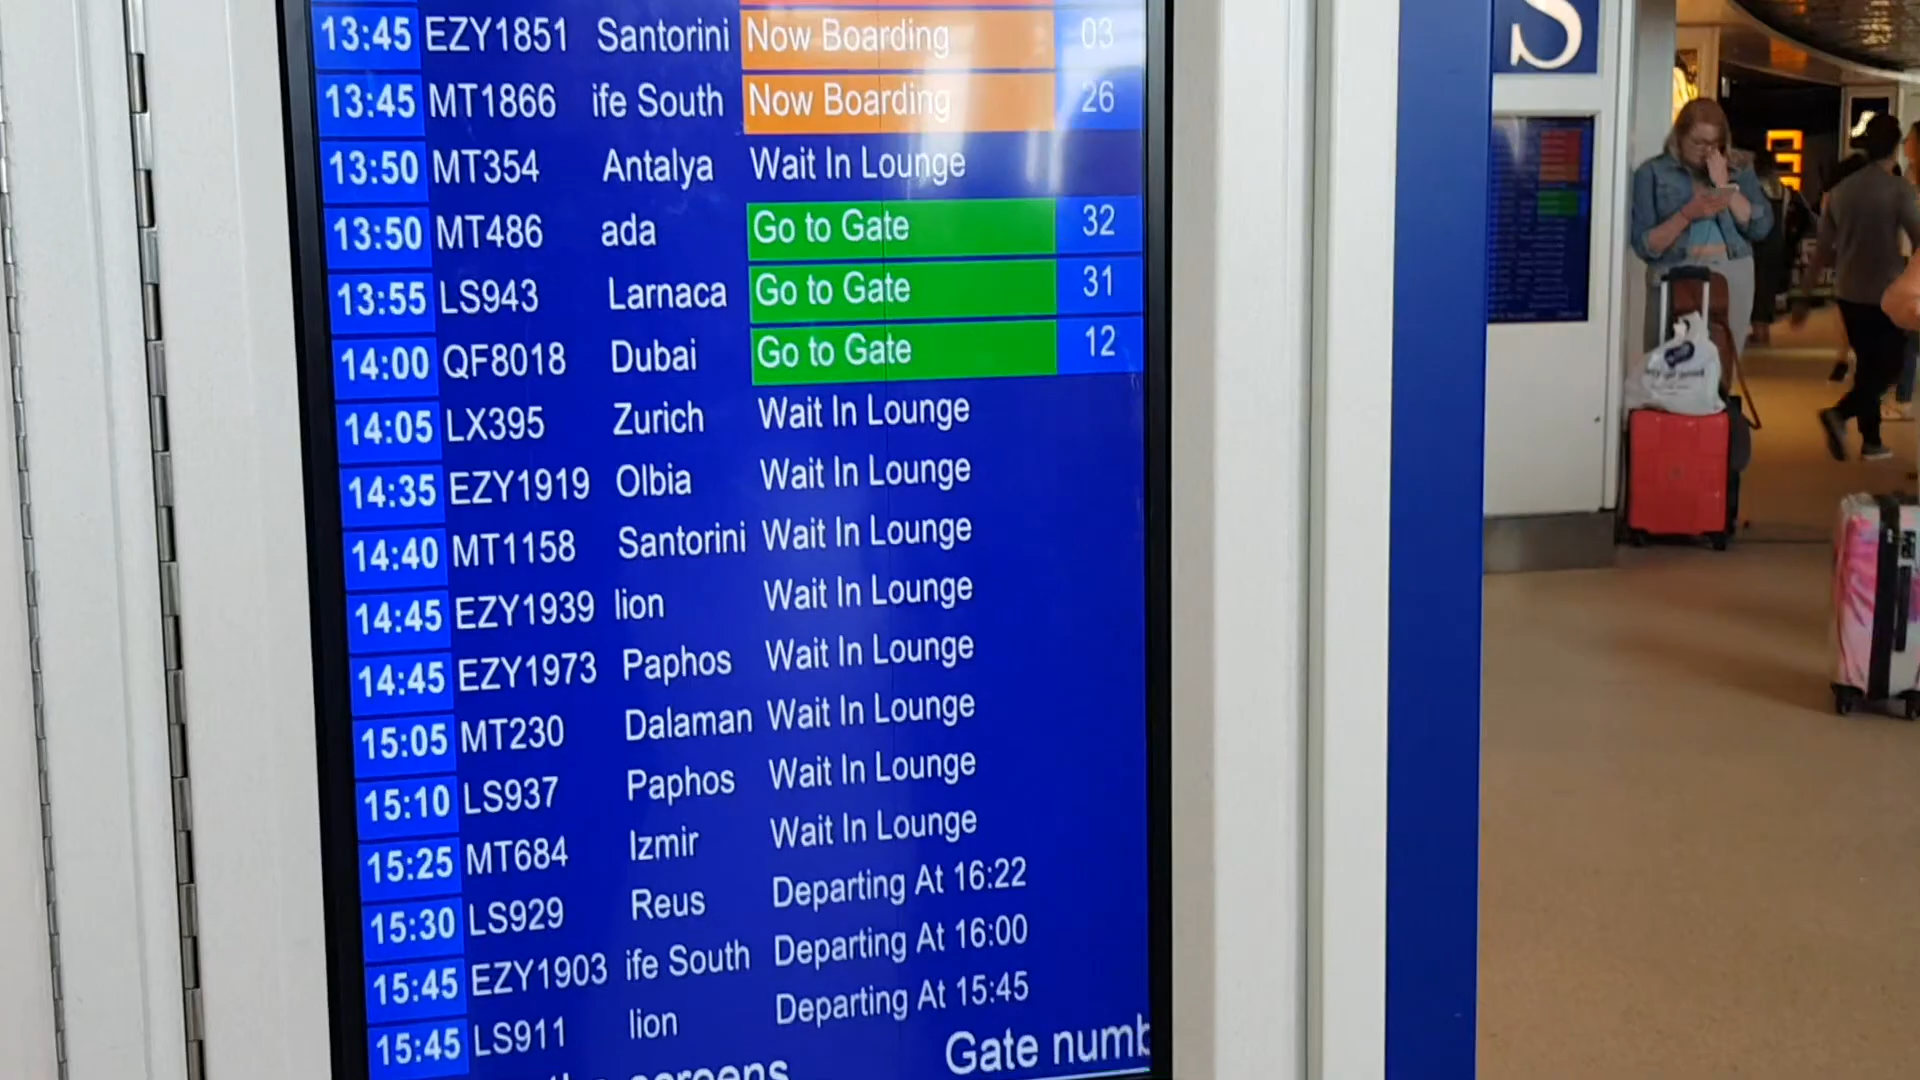 13:45 EZY1851 Santorini Now Boarding 03
13:45 MT1866 ife South Now Boarding 26
13:50 MT354 Antalya Wait In Lounge
13:50 MT486 ada Go to Gate 32
13:55 LS943 Larnaca Go to Gate 31
14:00 QF8018 Dubai Go to Gate 12
14:05 LX395 Zurich Wait In Lounge
14:35 EZY1919 Olbia Wait In Lounge
14:40 MT1158 Santorini Wait In Lounge
14:45 EZY1939 lion Wait In Lounge
14:45 EZY1973 Paphos Wait In Lounge
15:05 MT230 Dalaman Wait In Lounge
15:10 LS937 Paphos Wait In Lounge
15:25 MT684 Izmir Wait In Lounge
15:30 LS929 Reus Departing At 16:22
15:45 EZY1903 ife South Departing At 16:00
15:45 LS911 lion Departing At 15:45
screens Gate numb
S